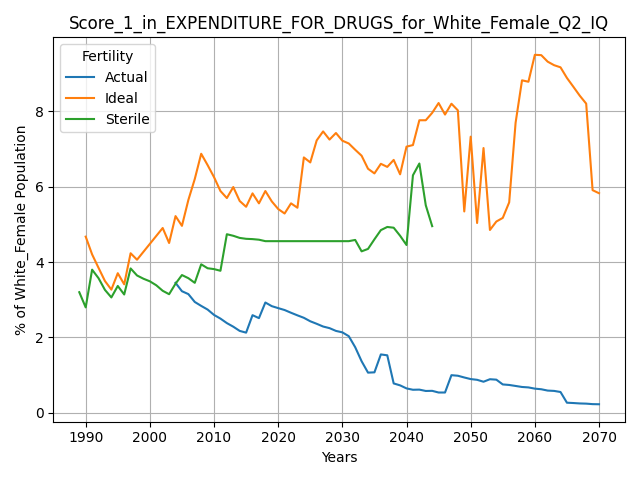 Score_1_in_EXPENDITURE_FOR_DRUGS_for_White_Female_Q2_IQ
Fertility
Actual
Ideal
Sterile
% of White_Female Population
8
6
4
2
0
1990 2000 2010 2020 2030 2040 2050 2060 2070
Years